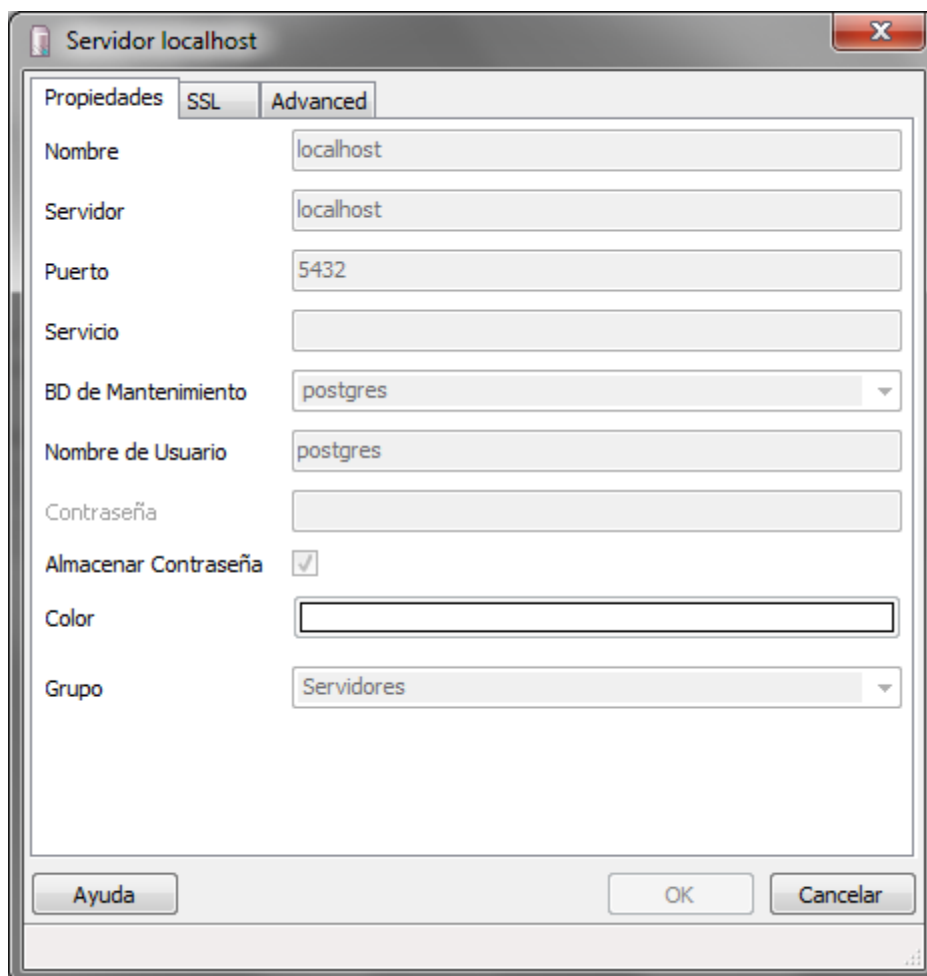 Servidor localhost
Propiedades SSL Advanced
Nombre localhost
Servidor localhost
Puerto 5432
Servicio
BD de Mantenimiento postgres
Nombre de Usuario postgres
Contraseña
Almacenar Contraseña
Color
Grupo Servidores
Ayuda OK Cancelar